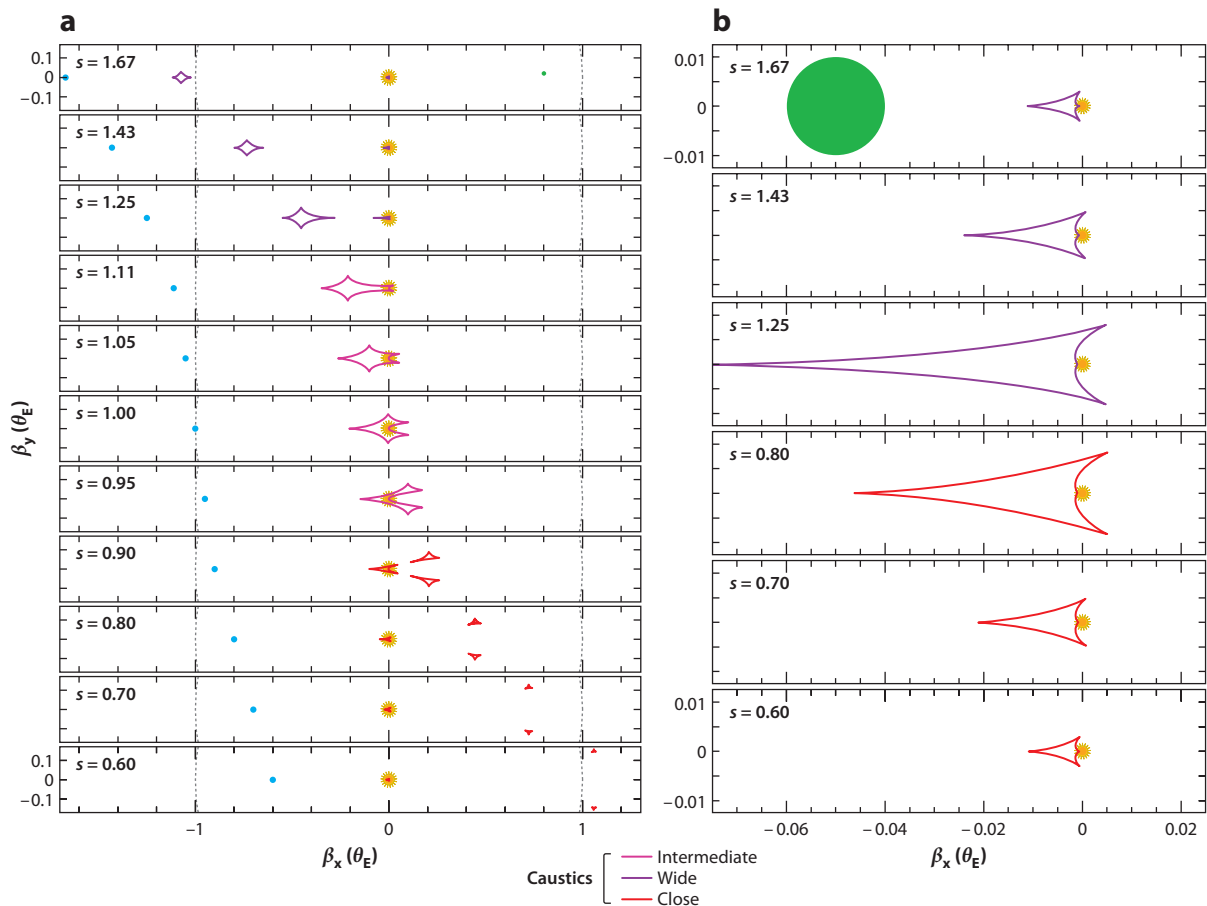 a
0.1
0
−0.1
s = 1.67
s = 1.43
s = 1.25
s = 1.11
s = 1.05
s = 1.00
s = 0.95
s = 0.90
s = 0.80
s = 0.70
s = 0.60
0.1
0
−0.1
βy (θE)
−1 0 1
βx (θE)
b
0.01
0
−0.01
s = 1.67
s = 1.43
s = 1.25
s = 0.80
s = 0.70
s = 0.60
0.01
0
−0.01
−0.06 −0.04 −0.02 0 0.02
βx (θE)
Caustics
Intermediate
Wide
Close